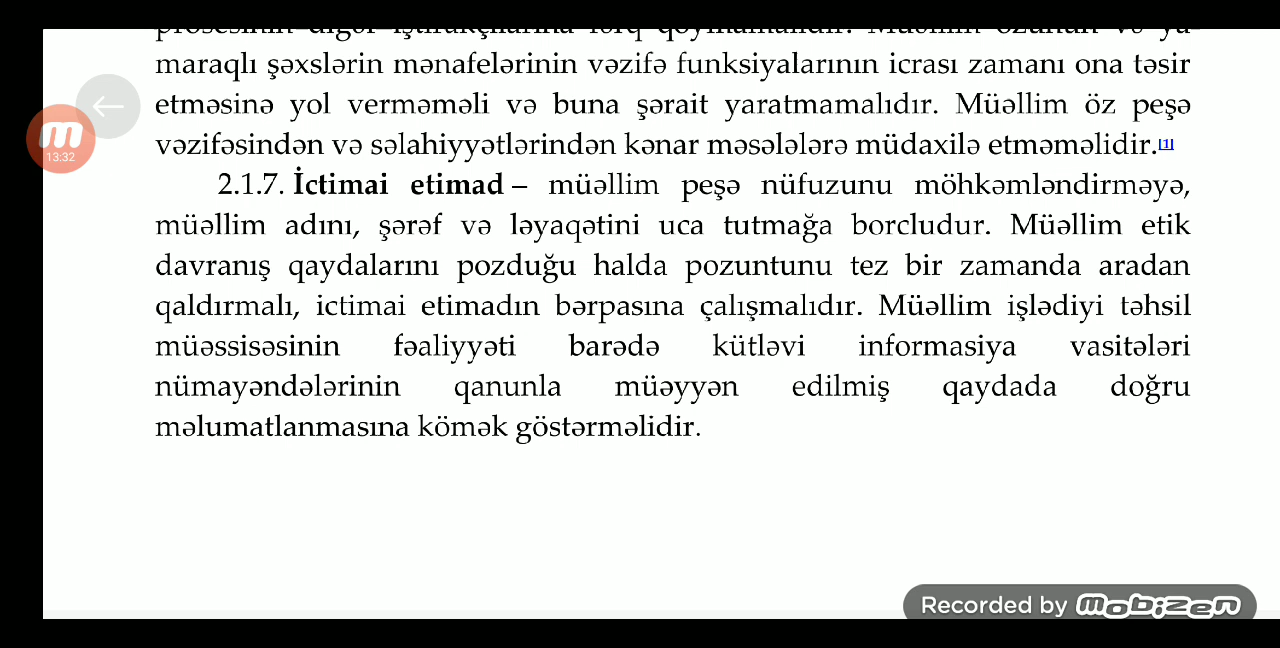 maraqlı şəxslərin mənafelərinin vəzifə funksiyalarının icrası zamanı ona təsir
etməsinə yol verməməli və buna şərait yaratmamalıdır. Müəllim öz peşə
vəzifəsindən və səlahiyyətlərindən kənar məsələlərə müdaxilə etməməlidir.[1]
13:32
2.1.7. İctimai etimad – müəllim peşə nüfuzunu möhkəmləndirməyə,
müəllim adını, şərəf və ləyaqətini uca tutmağa borcludur. Müəllim etik
davranış qaydalarını pozduğu halda pozuntunu tez bir zamanda aradan
qaldırmalı, ictimai etimadın bərpasına çalışmalıdır. Müəllim işlədiyi təhsil
müəssisəsinin fəaliyyəti barədə kütləvi informasiya vasitələri
nümayəndələrinin qanunla müəyyən edilmiş qaydada doğru
məlumatlanmasına kömək göstərməlidir.
Recorded by mobizen